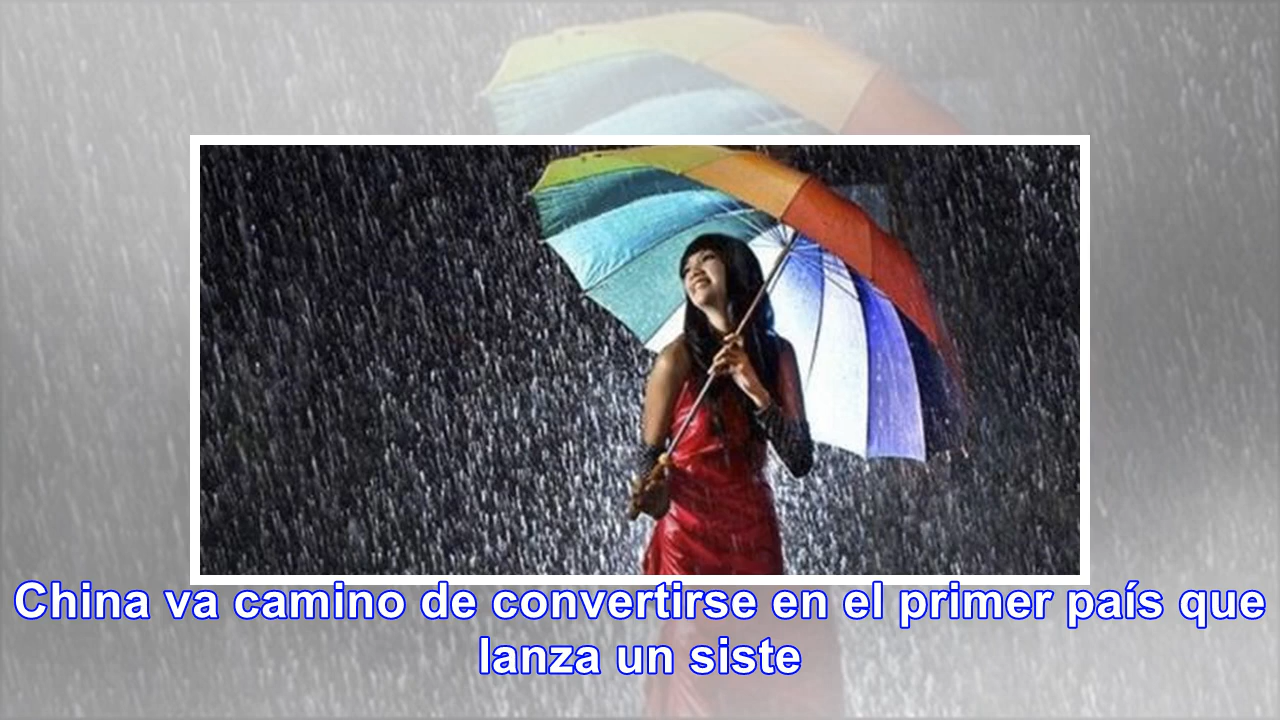 China va camino de convertirse en el primer país que
lanza un siste